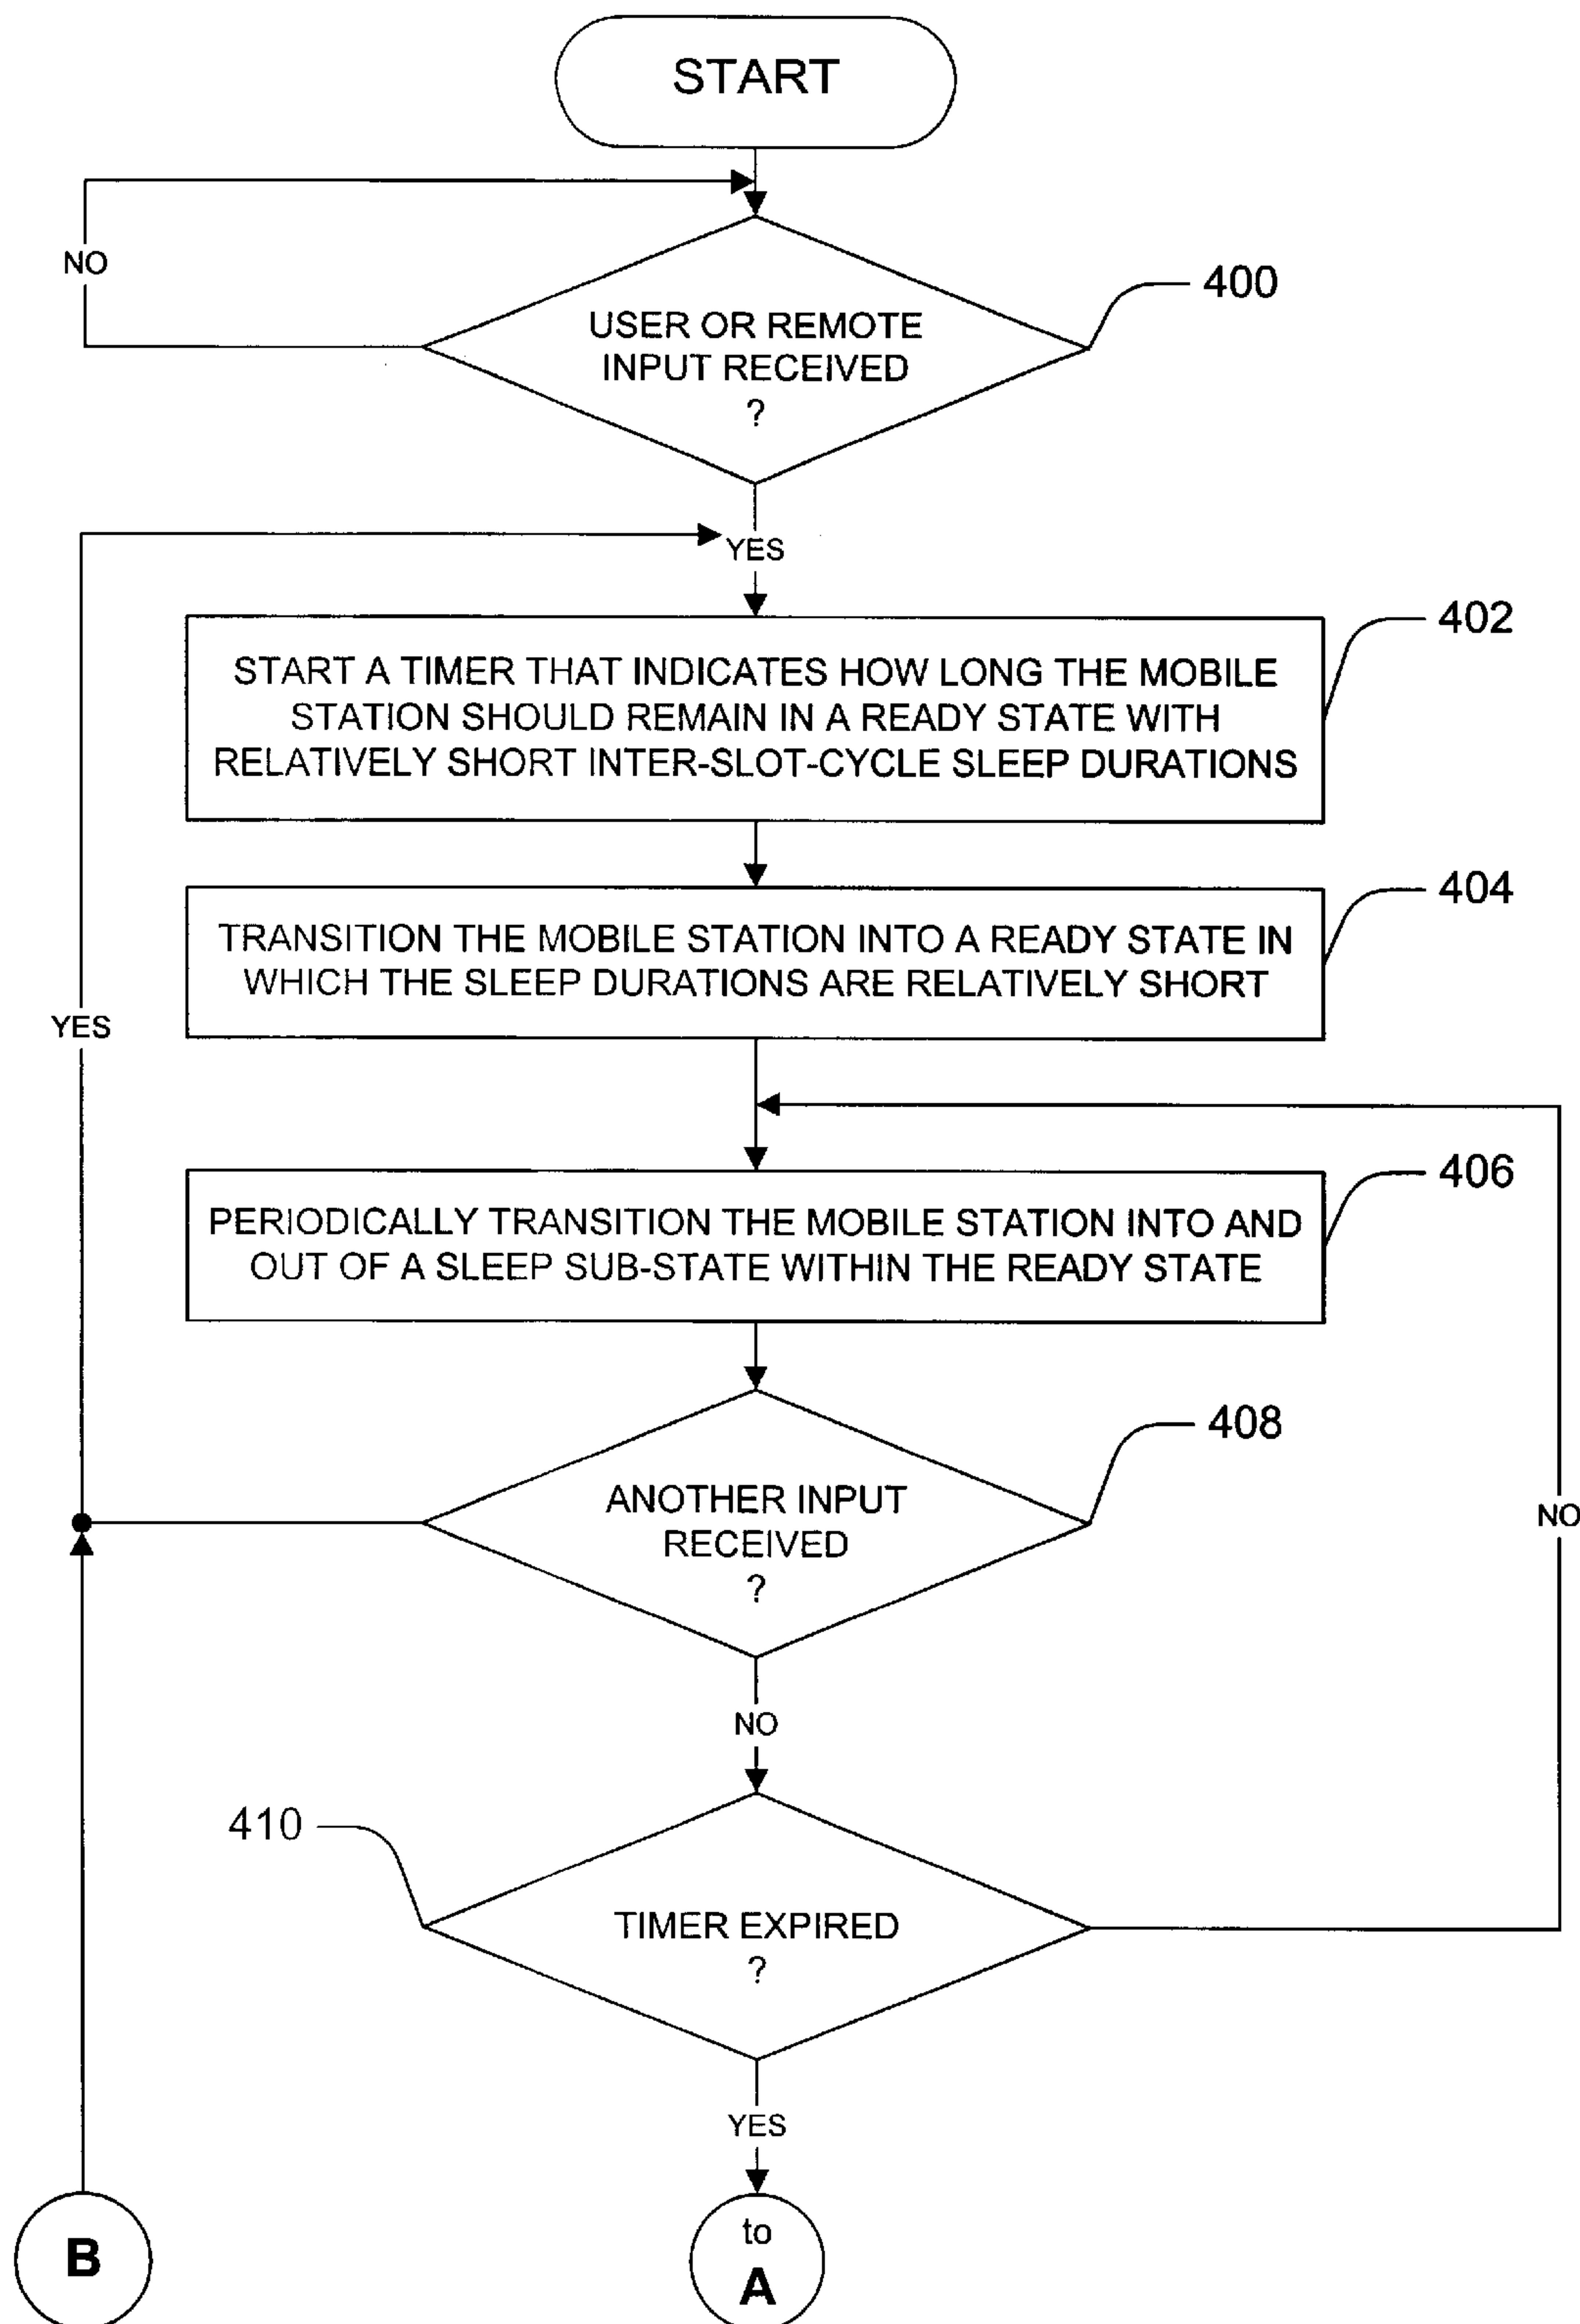 START
NO
400
USER OR REMOTE
INPUT RECEIVED
?
YES
402
START A TIMER THAT INDICATES HOW LONG THE MOBILE
STATION SHOULD REMAIN IN A READY STATE WITH
RELATIVELY SHORT INTER-SLOT-CYCLE SLEEP DURATIONS
404
TRANSITION THE MOBILE STATION INTO A READY STATE IN
WHICH THE SLEEP DURATIONS ARE RELATIVELY SHORT
YES
406
PERIODICALLY TRANSITION THE MOBILE STATION INTO AND
OUT OF A SLEEP SUB-STATE WITHIN THE READY STATE
408
ANOTHER INPUT
RECEIVED
?
NO
NO
410
TIMER EXPIRED
?
YES
B
to
A